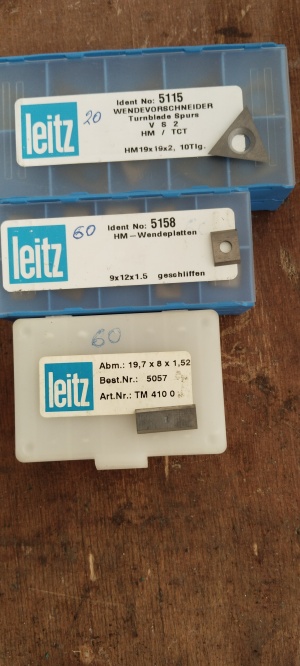 Ident No: 5115
WENDEVORSCHNEIDER
Turnblade Spurs
V S 2
HM / TCT
HM 19x19x2, 10Tlg.
20
leitz
Ident No: 5158
HM-Wendeplatten
9x12x1.5 geschliffen
60
leitz
60
Abm.: 19,7 x 8 x 1,52
Best.Nr.: 5057
Art.Nr.: TM 410 0
leitz